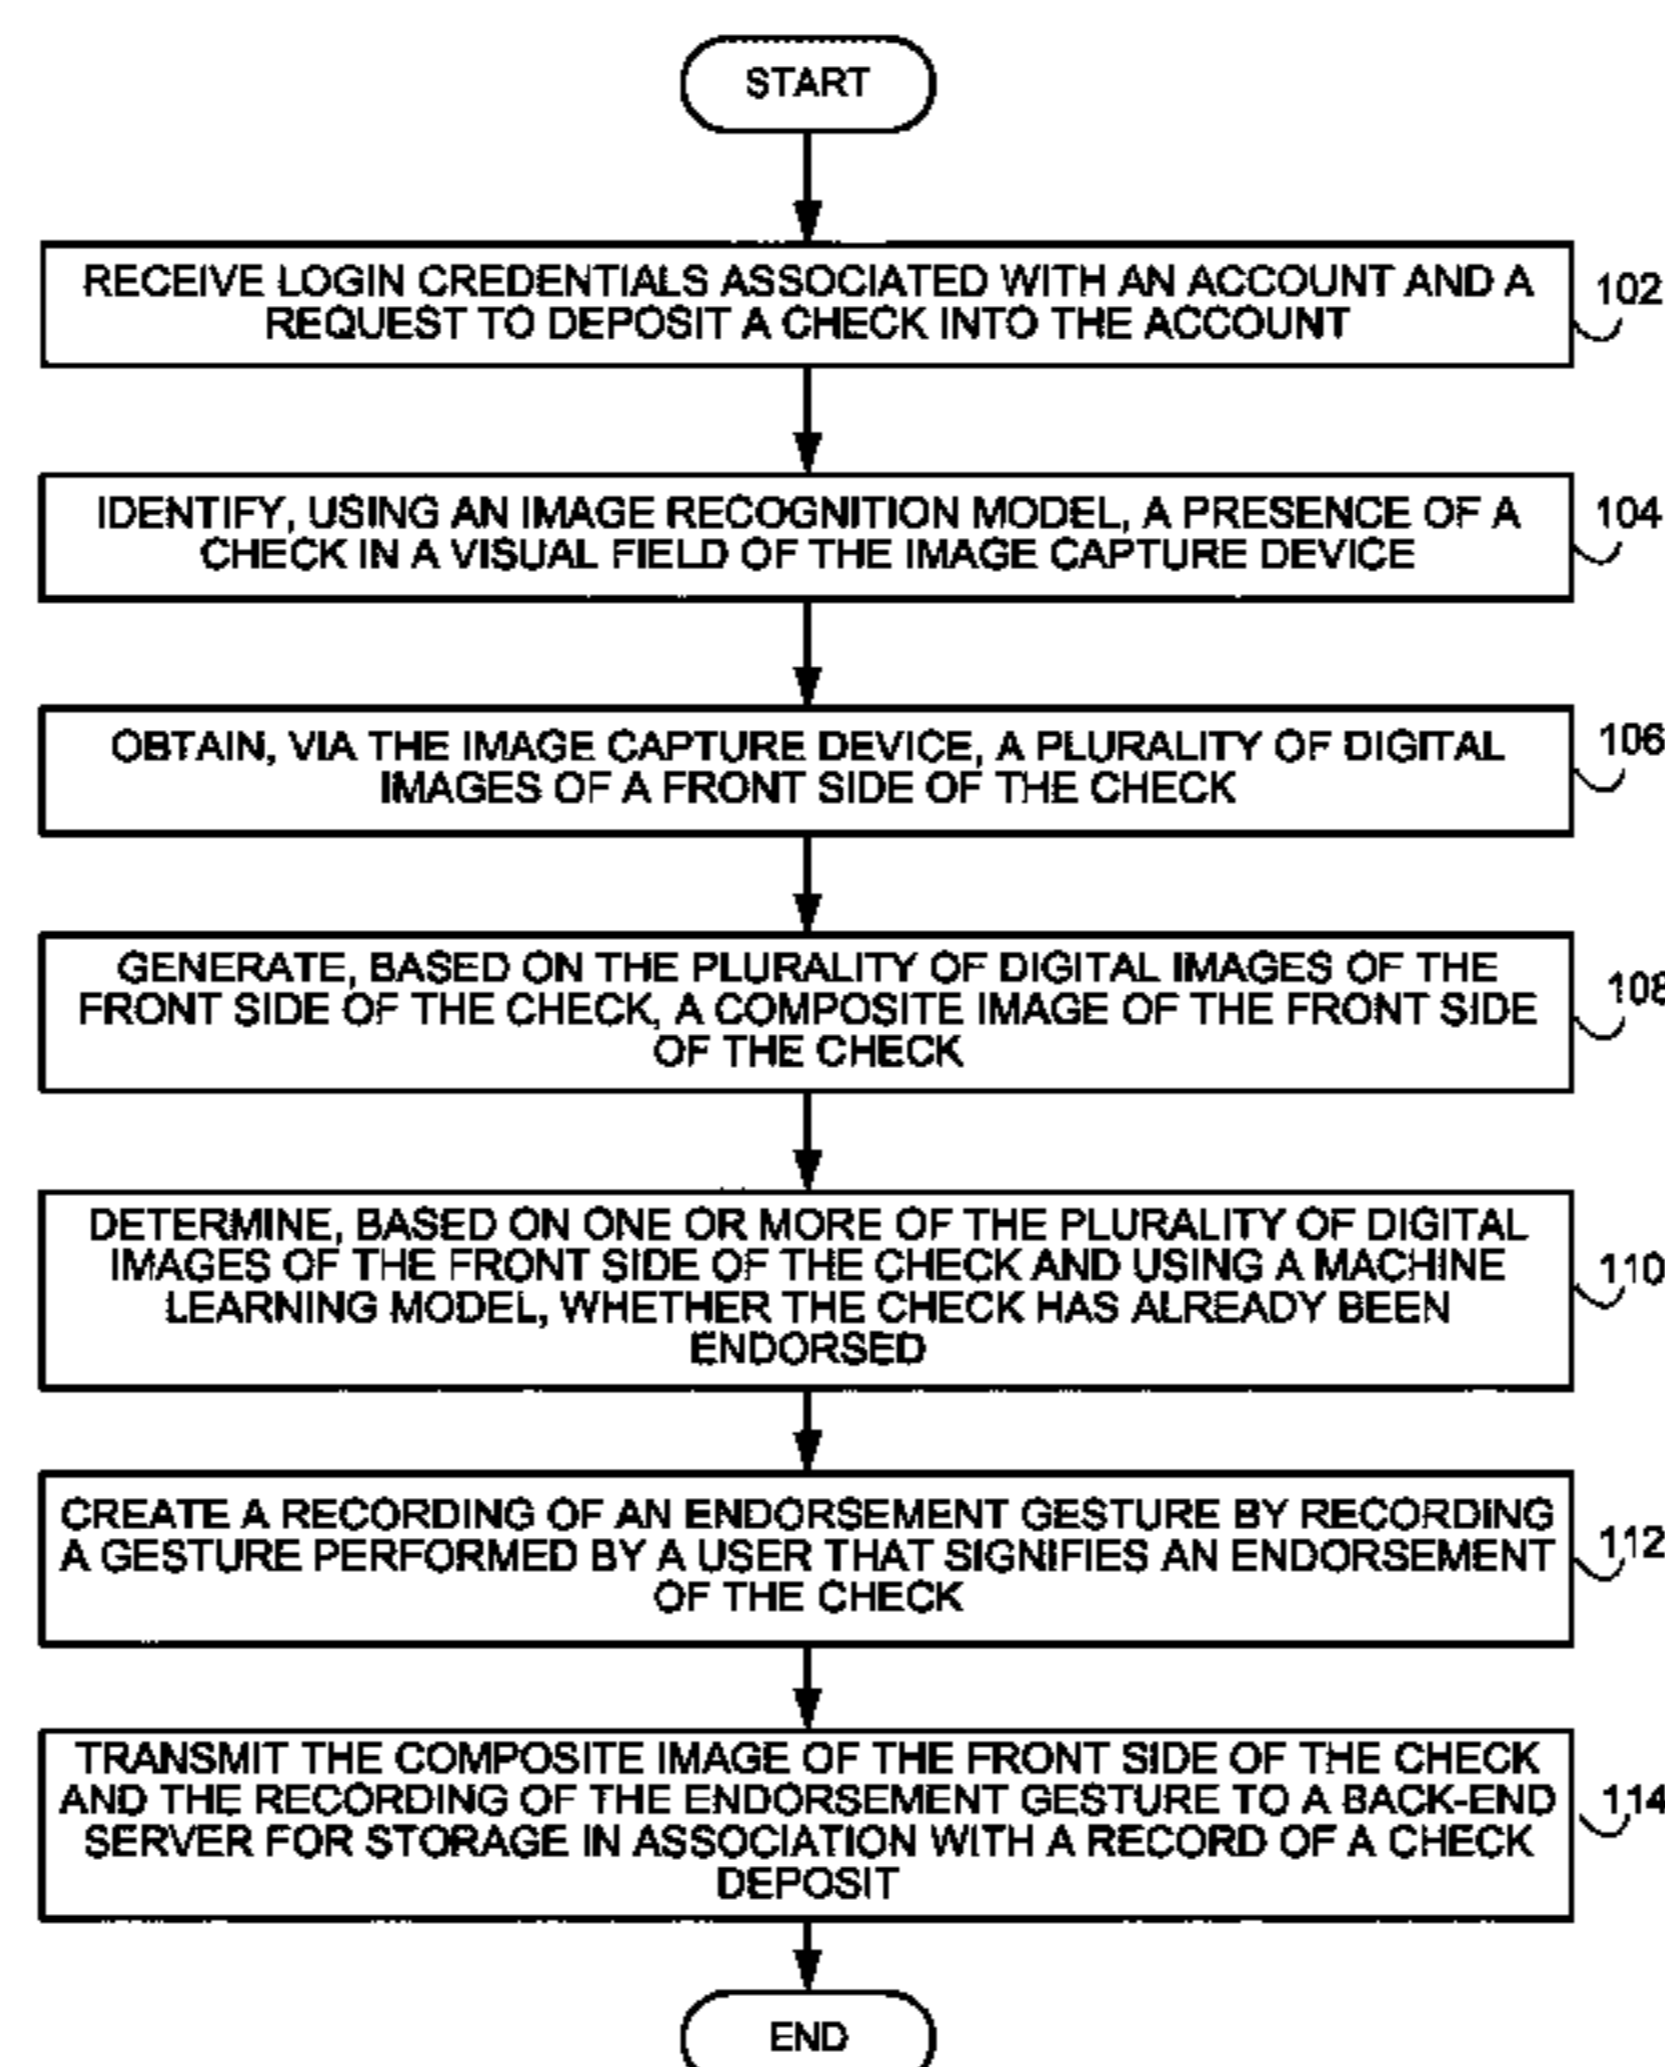 START
RECEIVE LOGIN CREDENTIALS ASSOCIATED WITH AN ACCOUNT AND A
REQUEST TO DEPOSIT A CHECK INTO THE ACCOUNT
102
IDENTIFY, USING AN IMAGE RECOGNITION MODEL, A PRESENCE OF A
CHECK IN A VISUAL FIELD OF THE IMAGE CAPTURE DEVICE
104
OBTAIN, VIA THE IMAGE CAPTURE DEVICE, A PLURALITY OF DIGITAL
IMAGES OF A FRONT SIDE OF THE CHECK
106
GENERATE, BASED ON THE PLURALITY OF DIGITAL IMAGES OF THE
FRONT SIDE OF THE CHECK, A COMPOSITE IMAGE OF THE FRONT SIDE
OF THE CHECK
108
DETERMINE, BASED ON ONE OR MORE OF THE PLURALITY OF DIGITAL
IMAGES OF THE FRONT SIDE OF THE CHECK AND USING A MACHINE
LEARNING MODEL, WHETHER THE CHECK HAS ALREADY BEEN
ENDORSED
110
CREATE A RECORDING OF AN ENDORSEMENT GESTURE BY RECORDING
A GESTURE PERFORMED BY A USER THAT SIGNIFIES AN ENDORSEMENT
OF THE CHECK
112
TRANSMIT THE COMPOSITE IMAGE OF THE FRONT SIDE OF THE CHECK
AND THE RECORDING OF THE ENDORSEMENT GESTURE TO A BACK-END
SERVER FOR STORAGE IN ASSOCIATION WITH A RECORD OF A CHECK
DEPOSIT
114
END